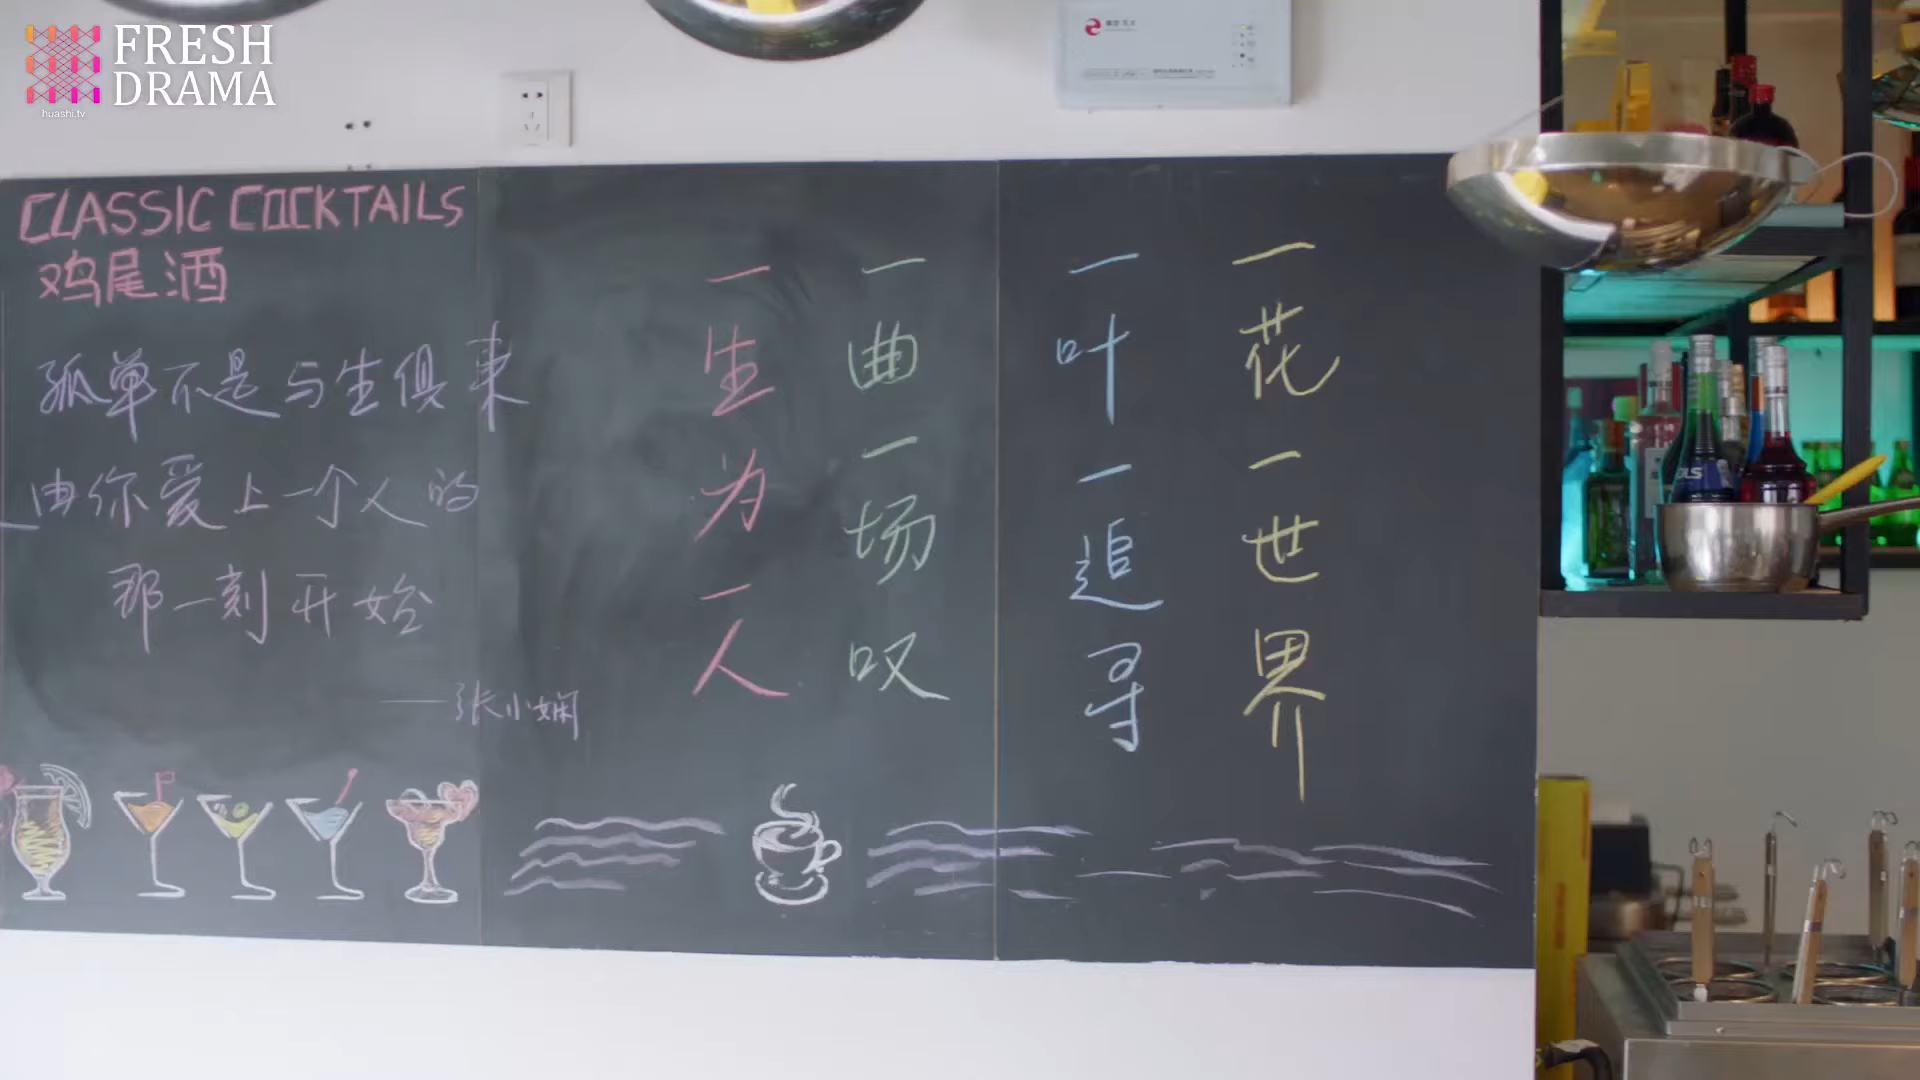 FRESH
DRAMA
huashi.tv
CLASSIC COCKTAILS
鸡尾酒
孤单不是与生俱来
由你爱上一个人的
那一刻开始
——张小娴
一花一世界
一叶一追寻
一曲一场叹
一生为一人